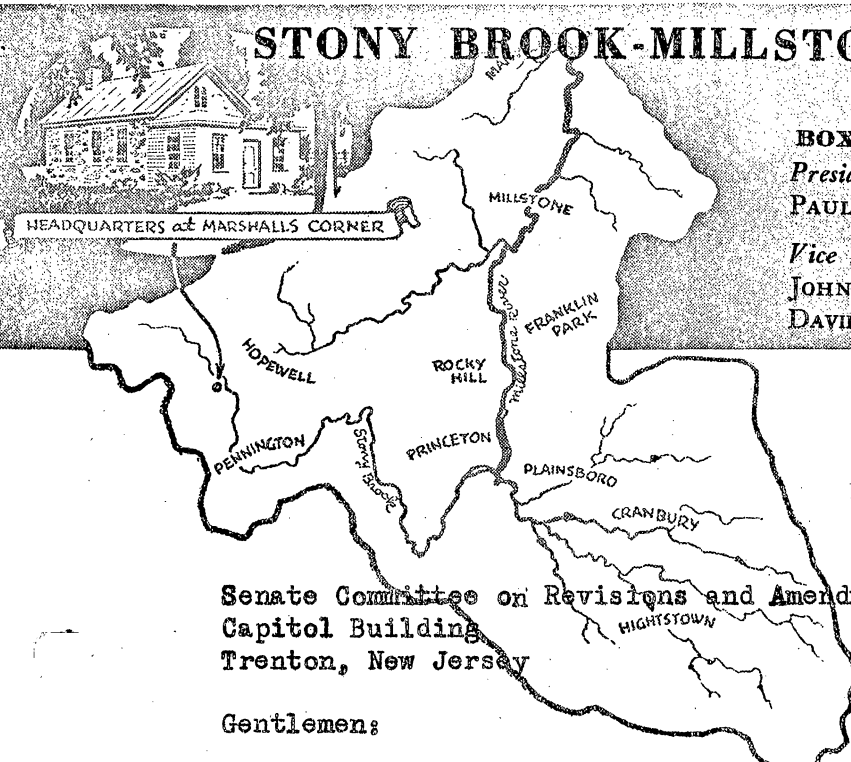 STONY BROOK-MILLSTO
BOX
Presid
PAUL
Vice
JOHN
DAVI
HEADQUARTERS at MARSHALLS CORNER
MILLSTONE
Millstone River
FRANKLIN
PARK
HOPEWELL
ROCKY
HILL
PENNINGTON
Stony Brook
PRINCETON
PLAINSBORO
CRANBURY
HIGHTSTOWN
Senate Committee on Revisions and Amend
Capitol Building
Trenton, New Jersey
Gentlemen: